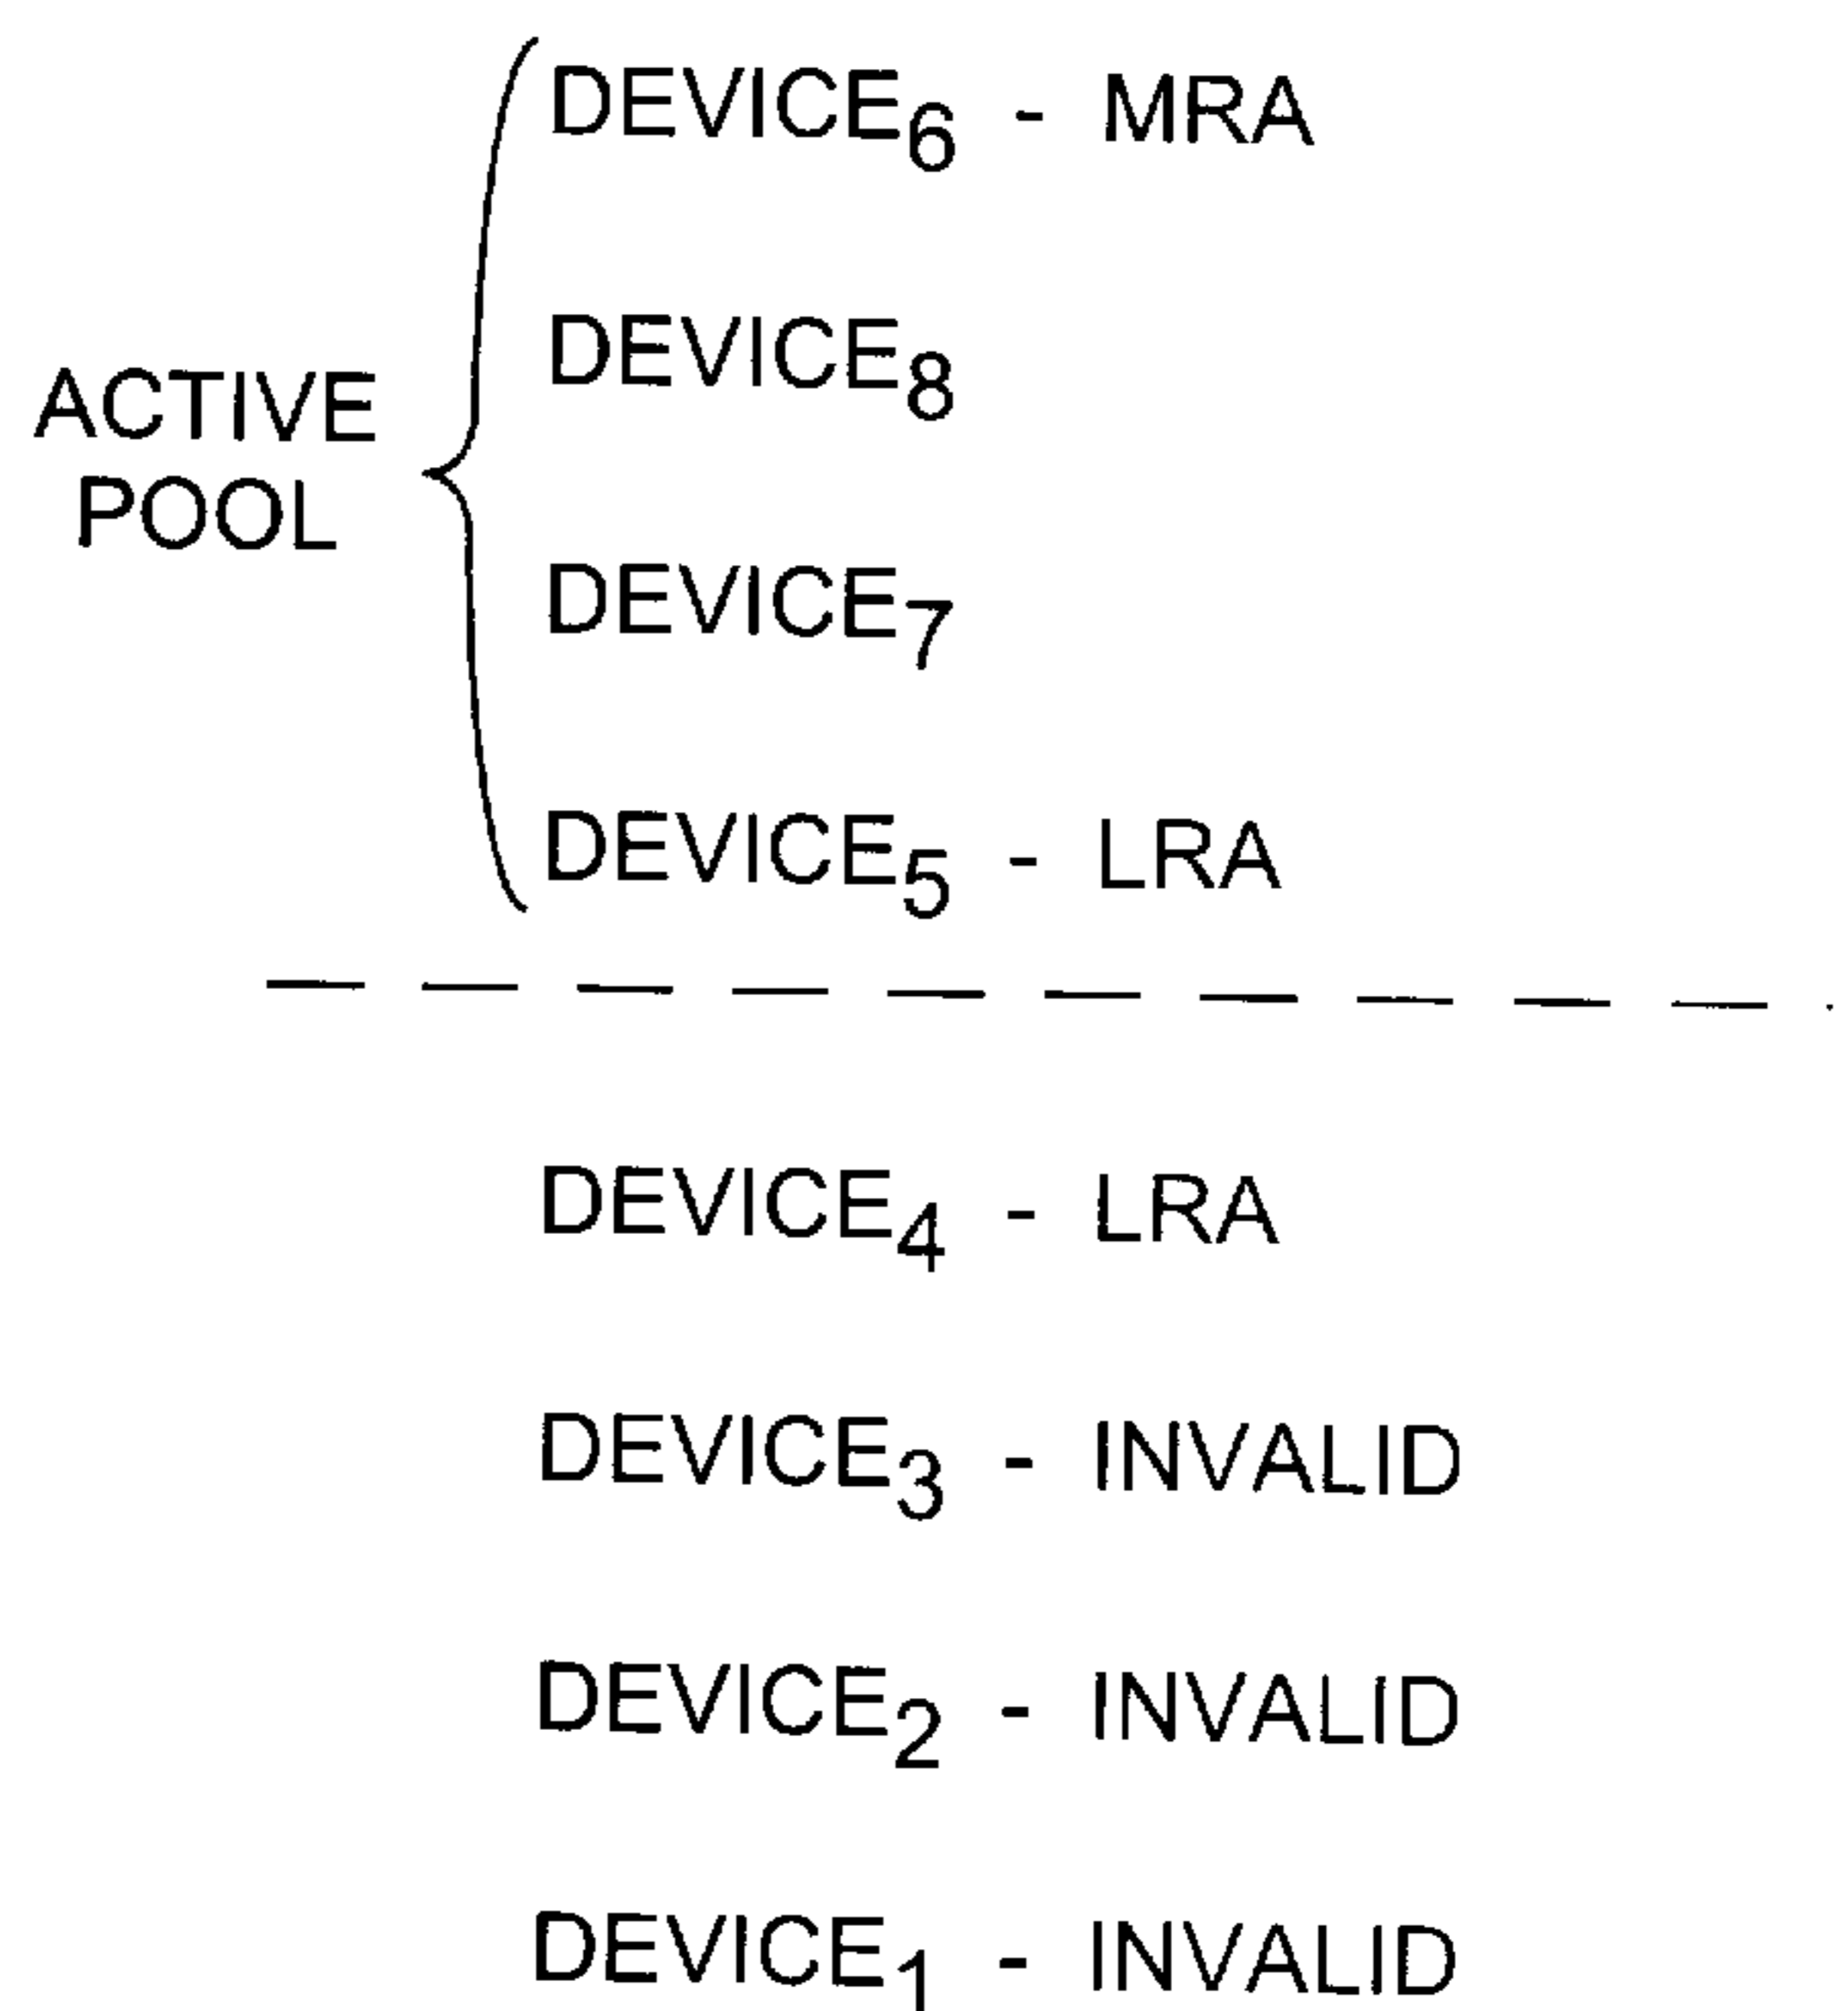 DEVICE₆ - MRA
DEVICE₈
ACTIVE
POOL
DEVICE₇
DEVICE₅ - LRA
DEVICE₄ - LRA
DEVICE₃ - INVALID
DEVICE₂ - INVALID
DEVICE₁ - INVALID